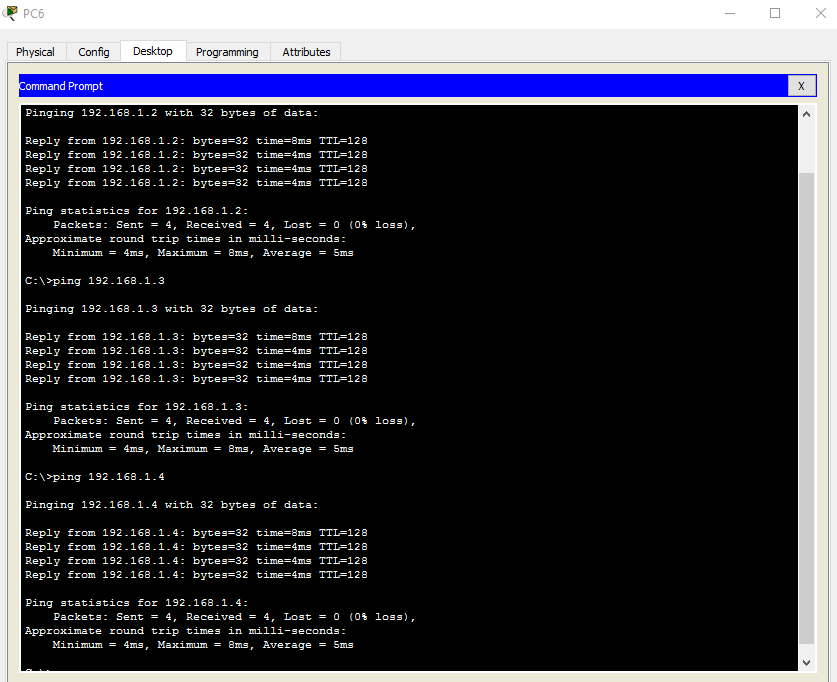 PC6
Physical Config Desktop Programming Attributes
Command Prompt X
Pinging 192.168.1.2 with 32 bytes of data:
Reply from 192.168.1.2: bytes=32 time=8ms TTL=128
Reply from 192.168.1.2: bytes=32 time=4ms TTL=128
Reply from 192.168.1.2: bytes=32 time=4ms TTL=128
Reply from 192.168.1.2: bytes=32 time=4ms TTL=128
Ping statistics for 192.168.1.2:
Packets: Sent = 4, Received = 4, Lost = 0 (0% loss),
Approximate round trip times in milli-seconds:
Minimum = 4ms, Maximum = 8ms, Average = 5ms
C:\>ping 192.168.1.3
Pinging 192.168.1.3 with 32 bytes of data:
Reply from 192.168.1.3: bytes=32 time=8ms TTL=128
Reply from 192.168.1.3: bytes=32 time=4ms TTL=128
Reply from 192.168.1.3: bytes=32 time=4ms TTL=128
Reply from 192.168.1.3: bytes=32 time=4ms TTL=128
Ping statistics for 192.168.1.3:
Packets: Sent = 4, Received = 4, Lost = 0 (0% loss),
Approximate round trip times in milli-seconds:
Minimum = 4ms, Maximum = 8ms, Average = 5ms
C:\>ping 192.168.1.4
Pinging 192.168.1.4 with 32 bytes of data:
Reply from 192.168.1.4: bytes=32 time=8ms TTL=128
Reply from 192.168.1.4: bytes=32 time=4ms TTL=128
Reply from 192.168.1.4: bytes=32 time=4ms TTL=128
Reply from 192.168.1.4: bytes=32 time=4ms TTL=128
Ping statistics for 192.168.1.4:
Packets: Sent = 4, Received = 4, Lost = 0 (0% loss),
Approximate round trip times in milli-seconds:
Minimum = 4ms, Maximum = 8ms, Average = 5ms